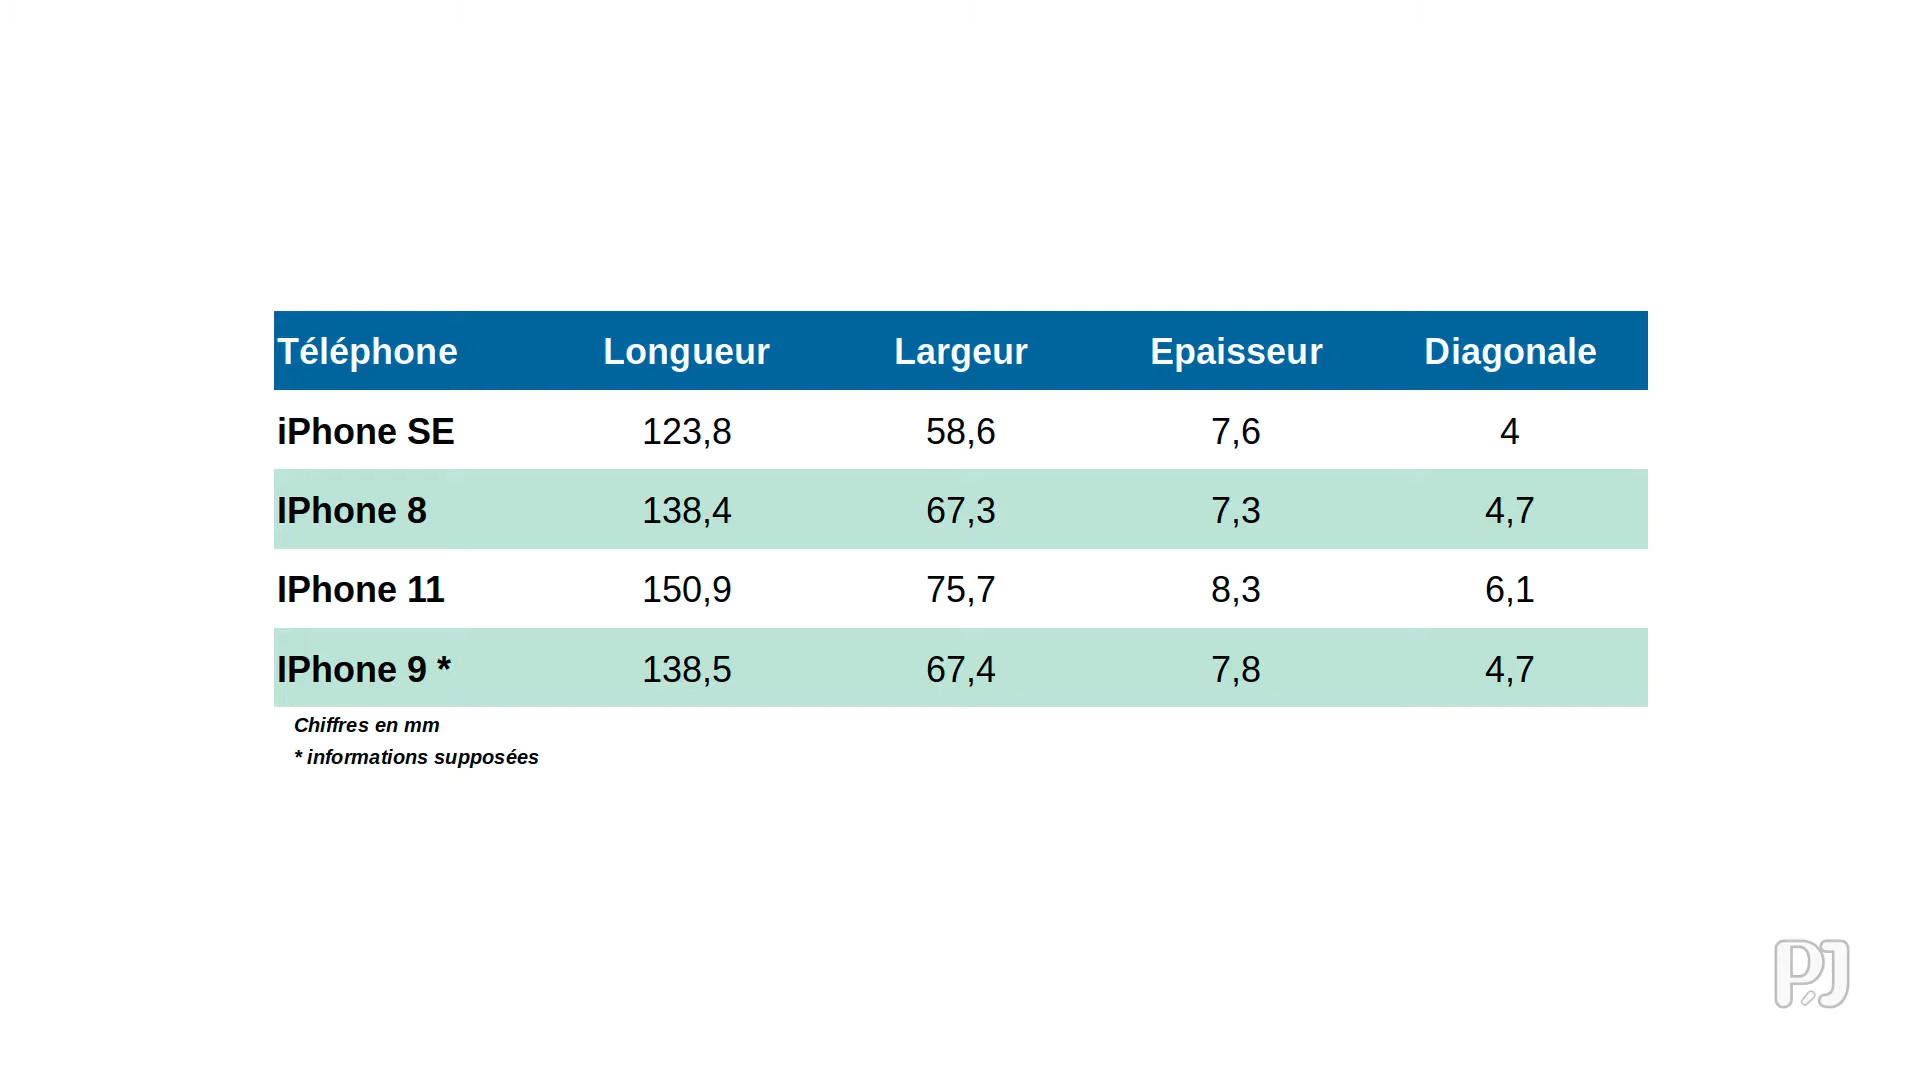 Téléphone Longueur Largeur Epaisseur Diagonale
iPhone SE 123,8 58,6 7,6 4
IPhone 8 138,4 67,3 7,3 4,7
IPhone 11 150,9 75,7 8,3 6,1
IPhone 9 * 138,5 67,4 7,8 4,7
Chiffres en mm
* informations supposées
PJ